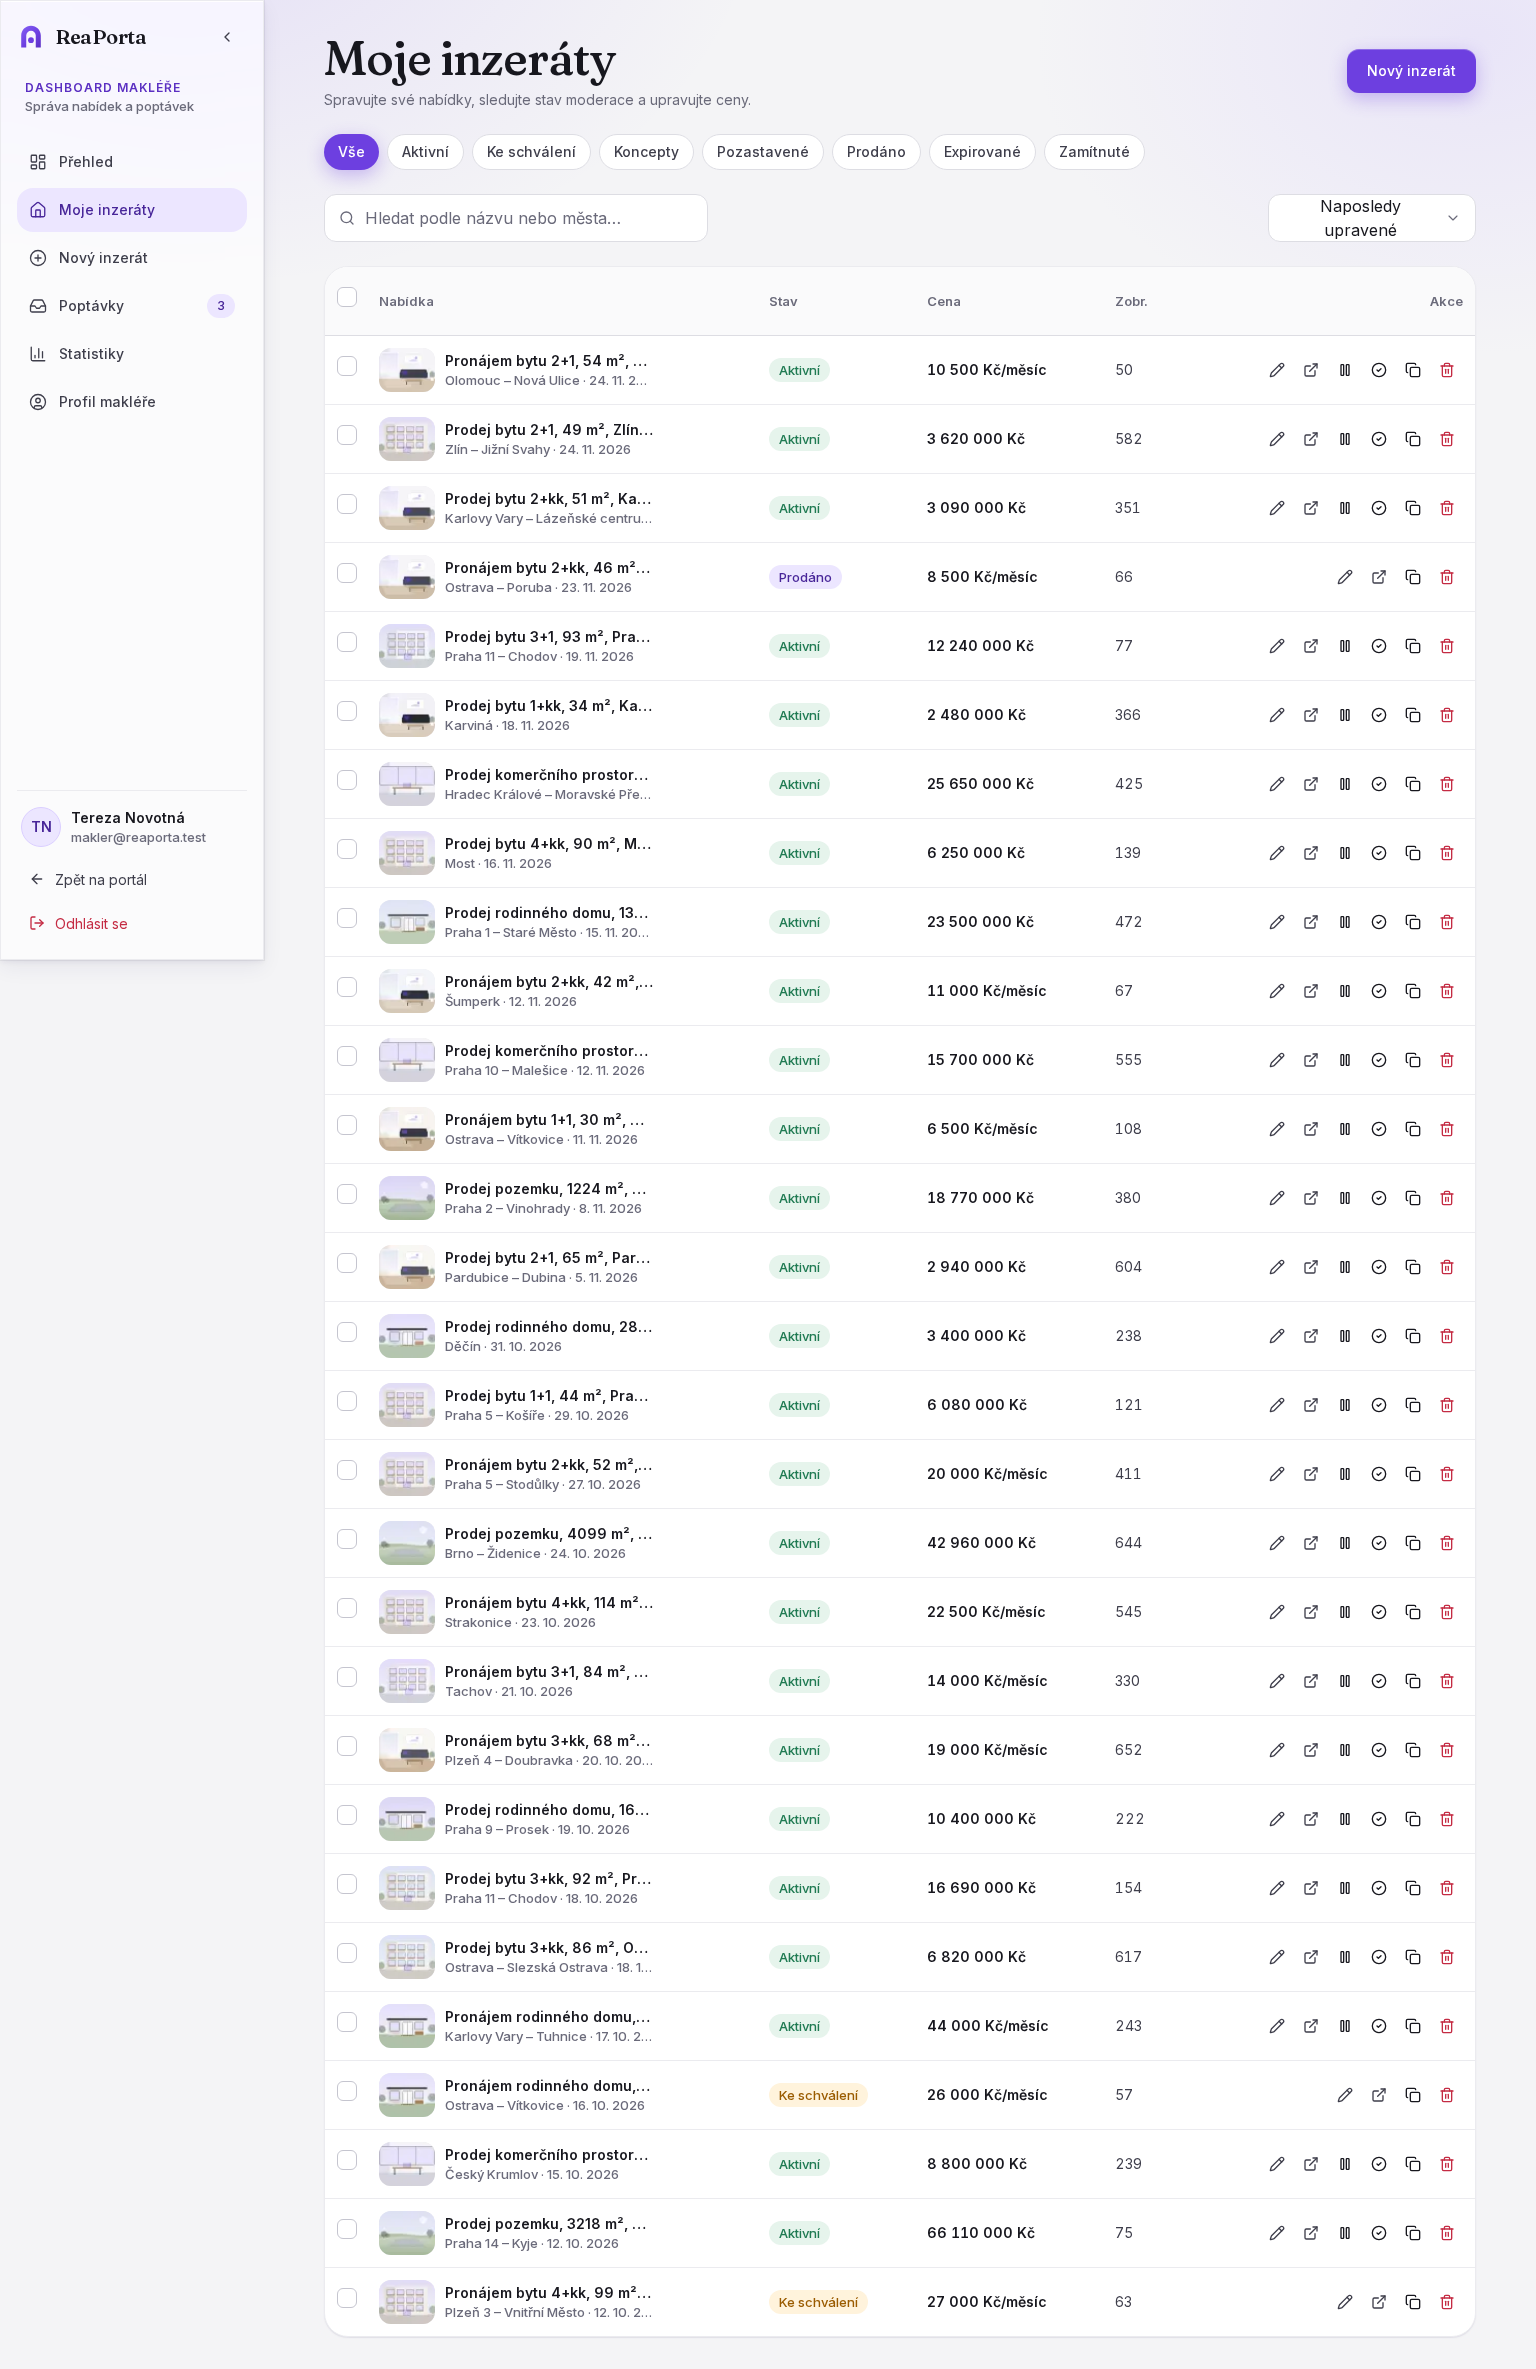 ReaPorta
DASHBOARD MAKLÉŘE
Správa nabídek a poptávek
Přehled
Moje inzeráty
Nový inzerát
Poptávky 3
Statistiky
Profil makléře
TN
Tereza Novotná
makler@reaporta.test
Zpět na portál
Odhlásit se
Moje inzeráty
Spravujte své nabídky, sledujte stav moderace a upravujte ceny.
Nový inzerát
Vše Aktivní Ke schválení Koncepty Pozastavené Prodáno Expirované Zamítnuté
Hledat podle názvu nebo města…
Naposledy
upravené
Nabídka Stav Cena Zobr. Akce
Pronájem bytu 2+1, 54 m², …
Olomouc – Nová Ulice · 24. 11. 2…
Aktivní 10 500 Kč/měsíc 50
Prodej bytu 2+1, 49 m², Zlín…
Zlín – Jižní Svahy · 24. 11. 2026
Aktivní 3 620 000 Kč 582
Prodej bytu 2+kk, 51 m², Ka…
Karlovy Vary – Lázeňské centru…
Aktivní 3 090 000 Kč 351
Pronájem bytu 2+kk, 46 m²…
Ostrava – Poruba · 23. 11. 2026
Prodáno 8 500 Kč/měsíc 66
Prodej bytu 3+1, 93 m², Pra…
Praha 11 – Chodov · 19. 11. 2026
Aktivní 12 240 000 Kč 77
Prodej bytu 1+kk, 34 m², Ka…
Karviná · 18. 11. 2026
Aktivní 2 480 000 Kč 366
Prodej komerčního prostor…
Hradec Králové – Moravské Pře…
Aktivní 25 650 000 Kč 425
Prodej bytu 4+kk, 90 m², M…
Most · 16. 11. 2026
Aktivní 6 250 000 Kč 139
Prodej rodinného domu, 13…
Praha 1 – Staré Město · 15. 11. 20…
Aktivní 23 500 000 Kč 472
Pronájem bytu 2+kk, 42 m²,…
Šumperk · 12. 11. 2026
Aktivní 11 000 Kč/měsíc 67
Prodej komerčního prostor…
Praha 10 – Malešice · 12. 11. 2026
Aktivní 15 700 000 Kč 555
Pronájem bytu 1+1, 30 m², …
Ostrava – Vítkovice · 11. 11. 2026
Aktivní 6 500 Kč/měsíc 108
Prodej pozemku, 1224 m², …
Praha 2 – Vinohrady · 8. 11. 2026
Aktivní 18 770 000 Kč 380
Prodej bytu 2+1, 65 m², Par…
Pardubice – Dubina · 5. 11. 2026
Aktivní 2 940 000 Kč 604
Prodej rodinného domu, 28…
Děčín · 31. 10. 2026
Aktivní 3 400 000 Kč 238
Prodej bytu 1+1, 44 m², Pra…
Praha 5 – Košíře · 29. 10. 2026
Aktivní 6 080 000 Kč 121
Pronájem bytu 2+kk, 52 m²,…
Praha 5 – Stodůlky · 27. 10. 2026
Aktivní 20 000 Kč/měsíc 411
Prodej pozemku, 4099 m², …
Brno – Židenice · 24. 10. 2026
Aktivní 42 960 000 Kč 644
Pronájem bytu 4+kk, 114 m²…
Strakonice · 23. 10. 2026
Aktivní 22 500 Kč/měsíc 545
Pronájem bytu 3+1, 84 m², …
Tachov · 21. 10. 2026
Aktivní 14 000 Kč/měsíc 330
Pronájem bytu 3+kk, 68 m²…
Plzeň 4 – Doubravka · 20. 10. 20…
Aktivní 19 000 Kč/měsíc 652
Prodej rodinného domu, 16…
Praha 9 – Prosek · 19. 10. 2026
Aktivní 10 400 000 Kč 222
Prodej bytu 3+kk, 92 m², Pr…
Praha 11 – Chodov · 18. 10. 2026
Aktivní 16 690 000 Kč 154
Prodej bytu 3+kk, 86 m², O…
Ostrava – Slezská Ostrava · 18. 1…
Aktivní 6 820 000 Kč 617
Pronájem rodinného domu,…
Karlovy Vary – Tuhnice · 17. 10. 2…
Aktivní 44 000 Kč/měsíc 243
Pronájem rodinného domu,…
Ostrava – Vítkovice · 16. 10. 2026
Ke schválení 26 000 Kč/měsíc 57
Prodej komerčního prostor…
Český Krumlov · 15. 10. 2026
Aktivní 8 800 000 Kč 239
Prodej pozemku, 3218 m², …
Praha 14 – Kyje · 12. 10. 2026
Aktivní 66 110 000 Kč 75
Pronájem bytu 4+kk, 99 m²…
Plzeň 3 – Vnitřní Město · 12. 10. 2…
Ke schválení 27 000 Kč/měsíc 63